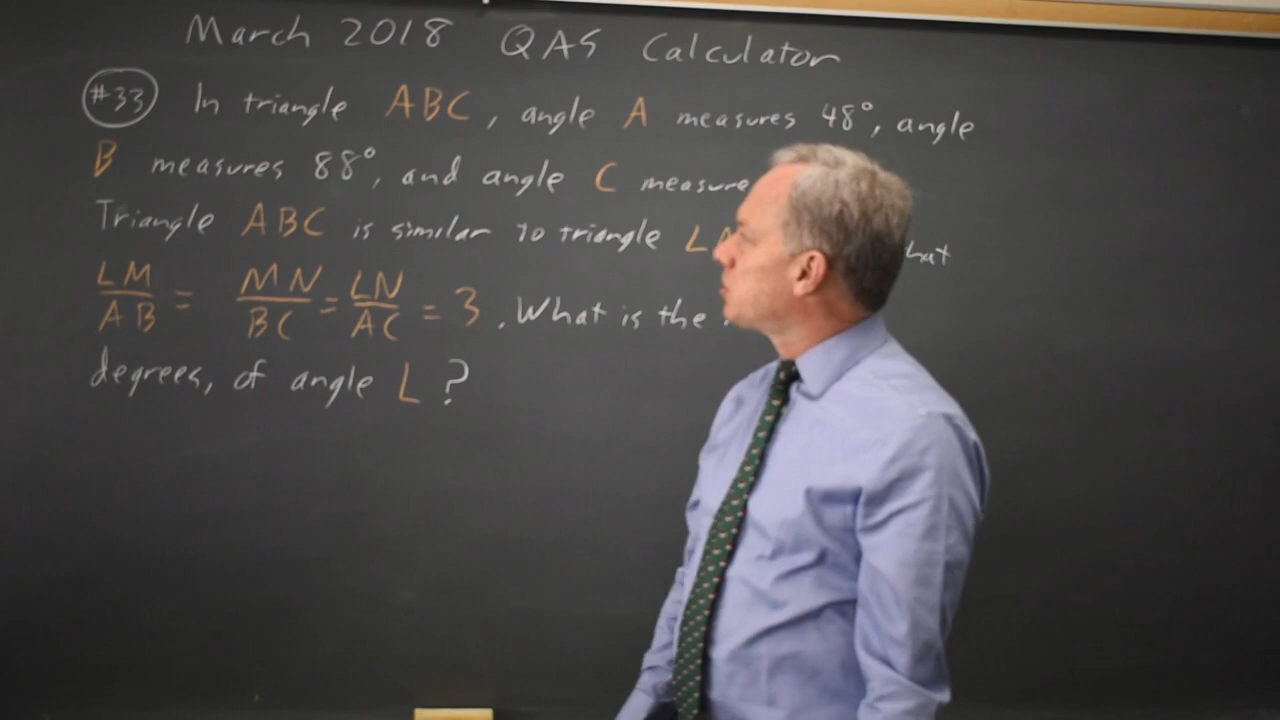 March 2018 QAS Calculator
#33 In triangle ABC, angle A measures 48°, angle
B measures 88°, and angle C measure
Triangle ABC is similar to triangle L hat
LM/AB = MN/BC = LN/AC = 3. What is the
degrees, of angle L?